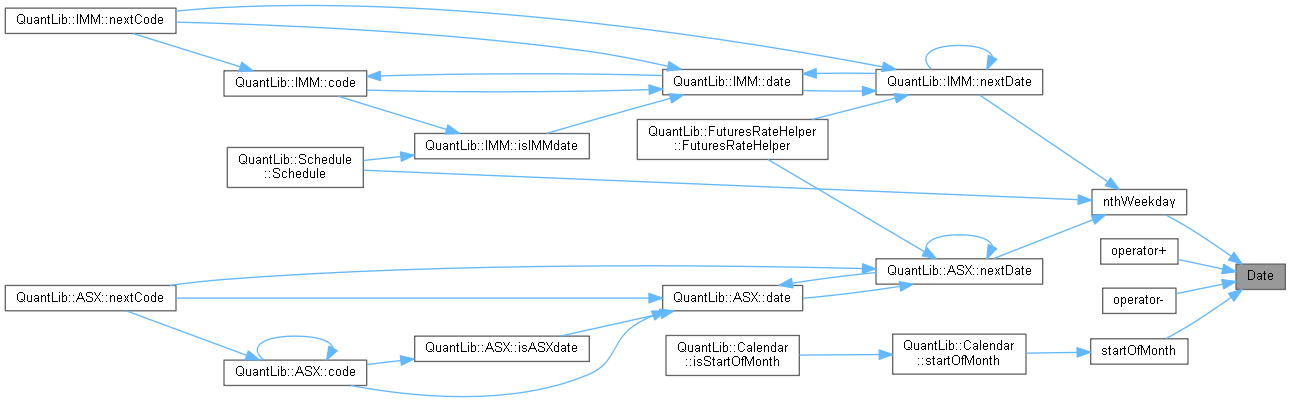 QuantLib::IMM::nextCode
QuantLib::IMM::code
QuantLib::IMM::date
QuantLib::IMM::nextDate
QuantLib::FuturesRateHelper
::FuturesRateHelper
QuantLib::IMM::isIMMdate
QuantLib::Schedule
::Schedule
nthWeekday
operator+
Date
QuantLib::ASX::nextDate
QuantLib::ASX::nextCode
QuantLib::ASX::date
operator-
QuantLib::ASX::isASXdate
QuantLib::Calendar
::isStartOfMonth
QuantLib::Calendar
::startOfMonth
startOfMonth
QuantLib::ASX::code